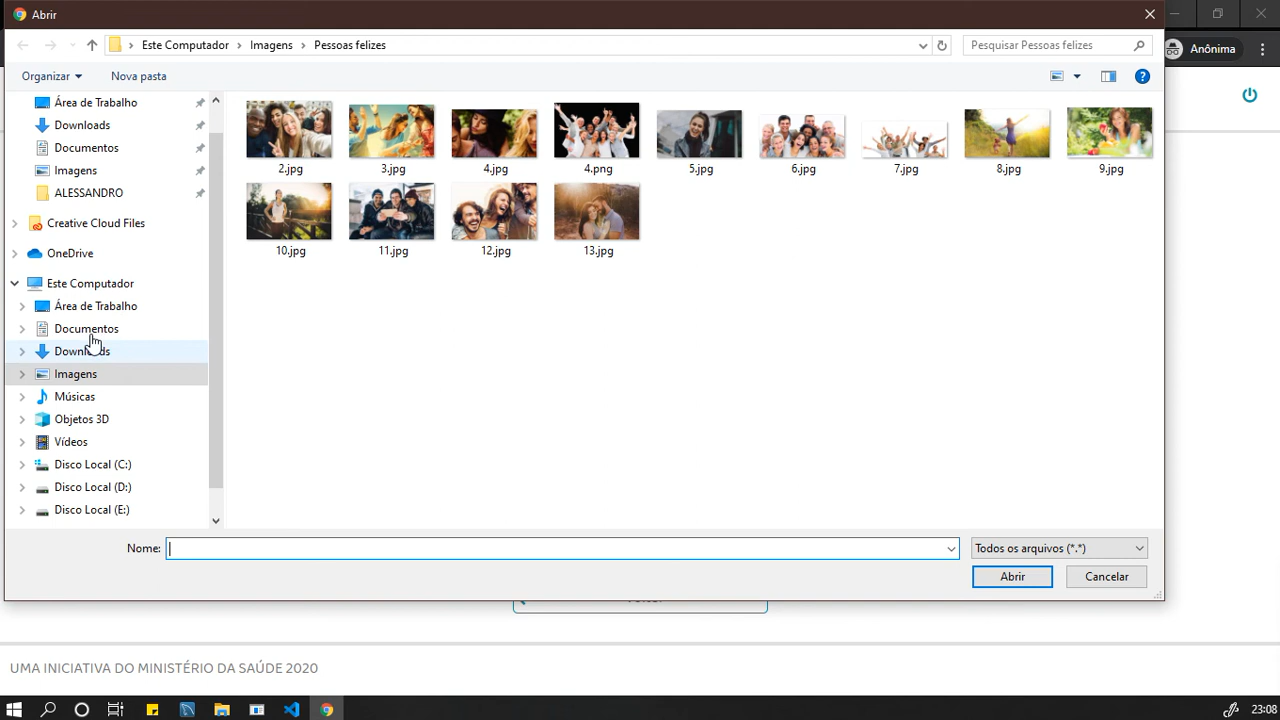 Abrir
Este Computador > Imagens > Pessoas felizes
Pesquisar Pessoas felizes
Anônima
Organizar
Nova pasta
Área de Trabalho
Downloads
Documentos
Imagens
ALESSANDRO
Creative Cloud Files
OneDrive
Este Computador
Área de Trabalho
Documentos
Downloads
Imagens
Músicas
Objetos 3D
Vídeos
Disco Local (C:)
Disco Local (D:)
Disco Local (E:)
2.jpg
3.jpg
4.jpg
4.png
5.jpg
6.jpg
7.jpg
8.jpg
9.jpg
10.jpg
11.jpg
12.jpg
13.jpg
Nome:
Todos os arquivos (*.*)
Abrir
Cancelar
UMA INICIATIVA DO MINISTÉRIO DA SAÚDE 2020
23:08